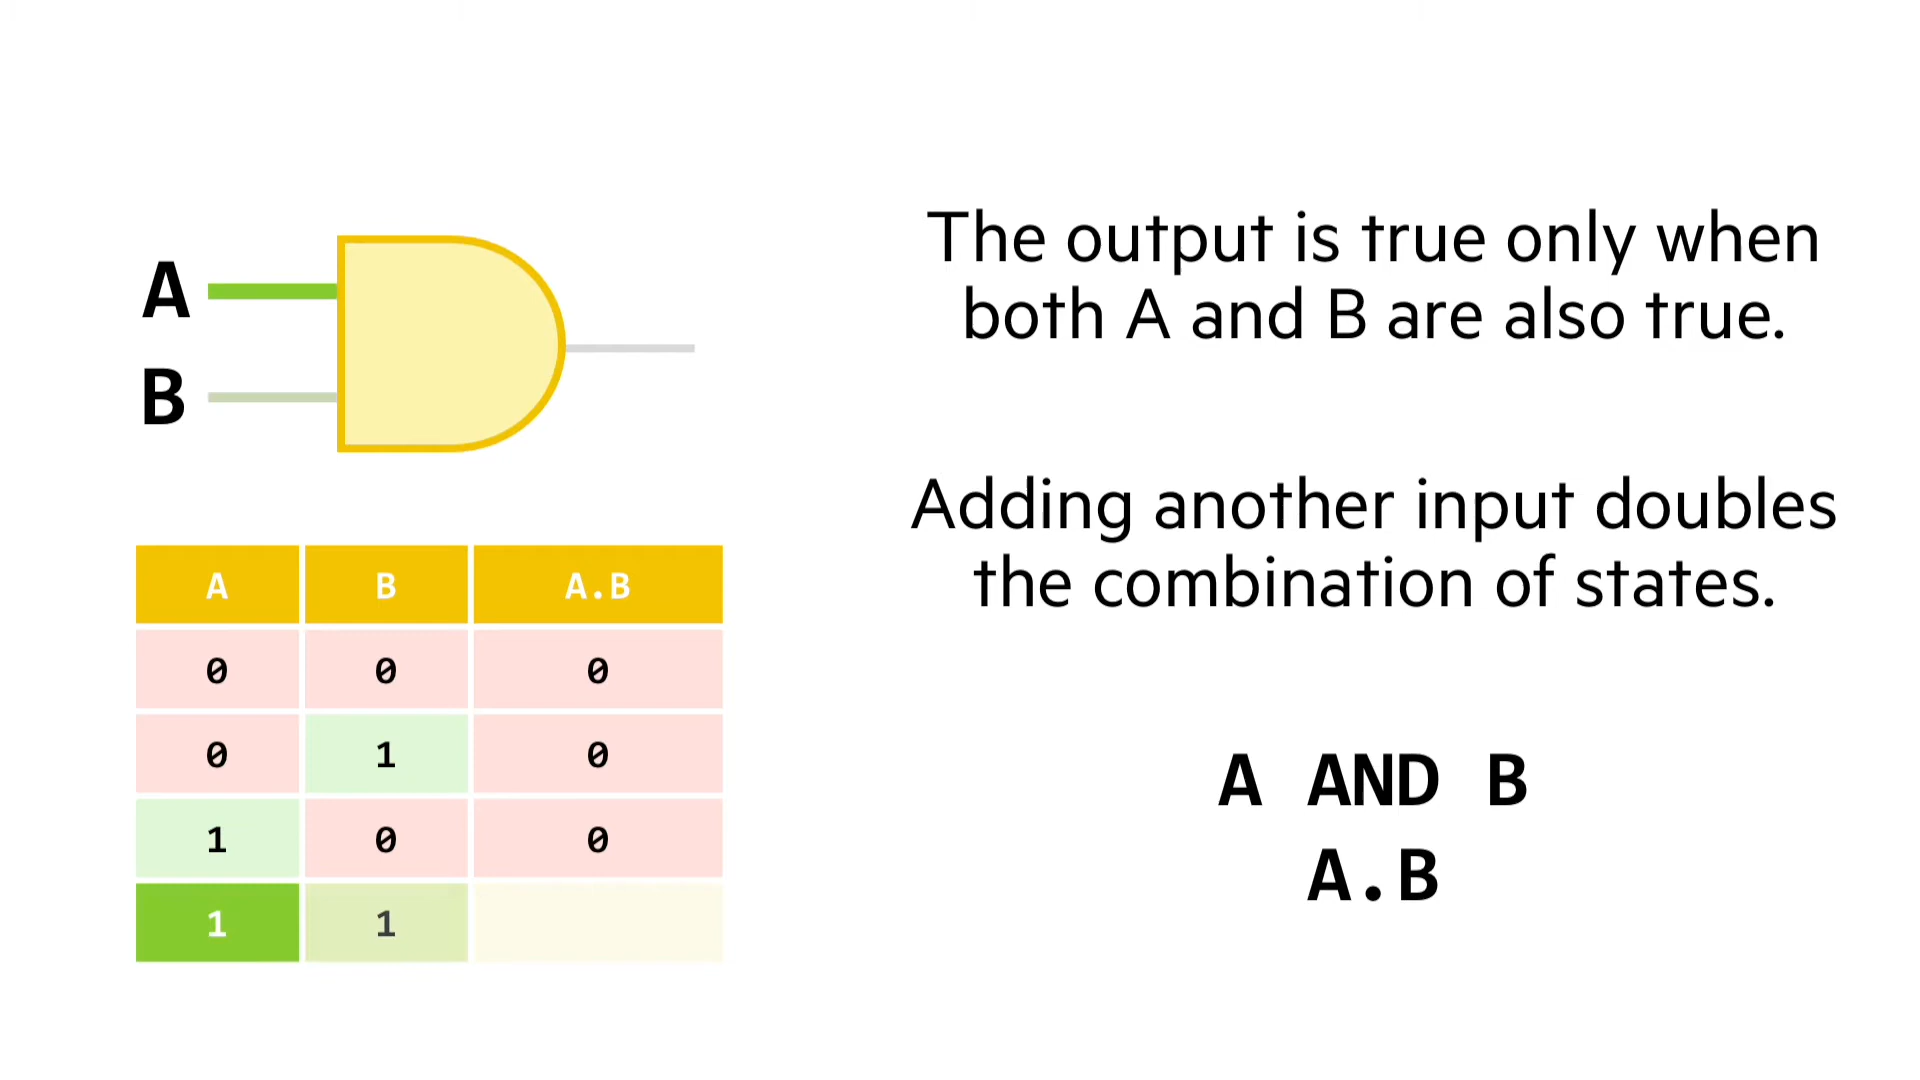 A
B
The output is true only when
both A and B are also true.
Adding another input doubles
the combination of states.
A AND B
A.B
A B A.B
0 0 0
0 1 0
1 0 0
1 1